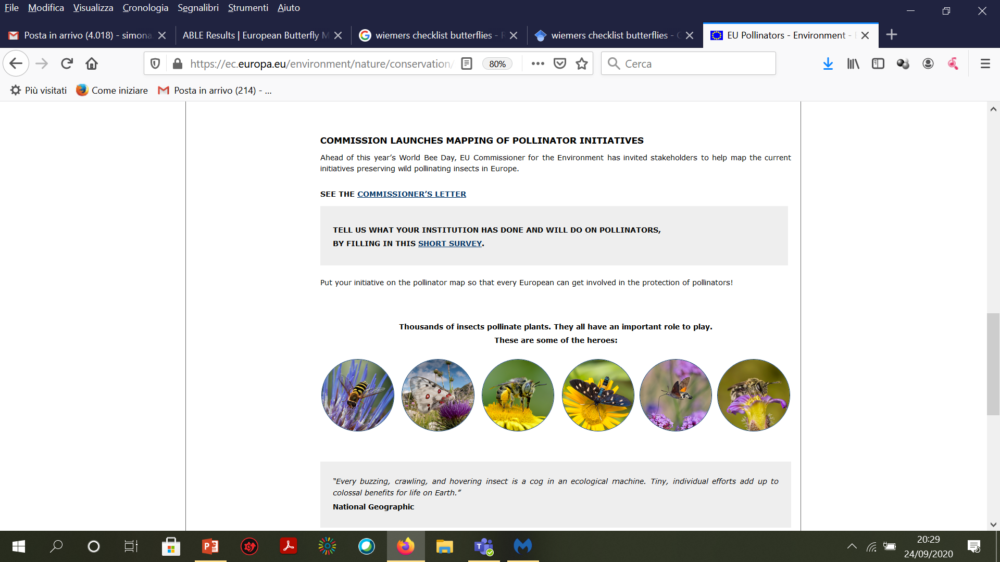 File Modifica Visualizza Cronologia Segnalibri Strumenti Aiuto
Posta in arrivo (4.018) - simona
ABLE Results | European Butterfly M
wiemers checklist butterflies -
wiemers checklist butterflies -
EU Pollinators - Environment -
https://ec.europa.eu/environment/nature/conservation/
80%
Cerca
Più visitati
Come iniziare
Posta in arrivo (214) - ...
COMMISSION LAUNCHES MAPPING OF POLLINATOR INITIATIVES
Ahead of this year’s World Bee Day, EU Commissioner for the Environment has invited stakeholders to help map the current
initiatives preserving wild pollinating insects in Europe.
SEE THE COMMISSIONER’S LETTER
TELL US WHAT YOUR INSTITUTION HAS DONE AND WILL DO ON POLLINATORS,
BY FILLING IN THIS SHORT SURVEY.
Put your initiative on the pollinator map so that every European can get involved in the protection of pollinators!
Thousands of insects pollinate plants. They all have an important role to play.
These are some of the heroes:
“Every buzzing, crawling, and hovering insect is a cog in an ecological machine. Tiny, individual efforts add up to
colossal benefits for life on Earth.”
National Geographic
20:29
24/09/2020